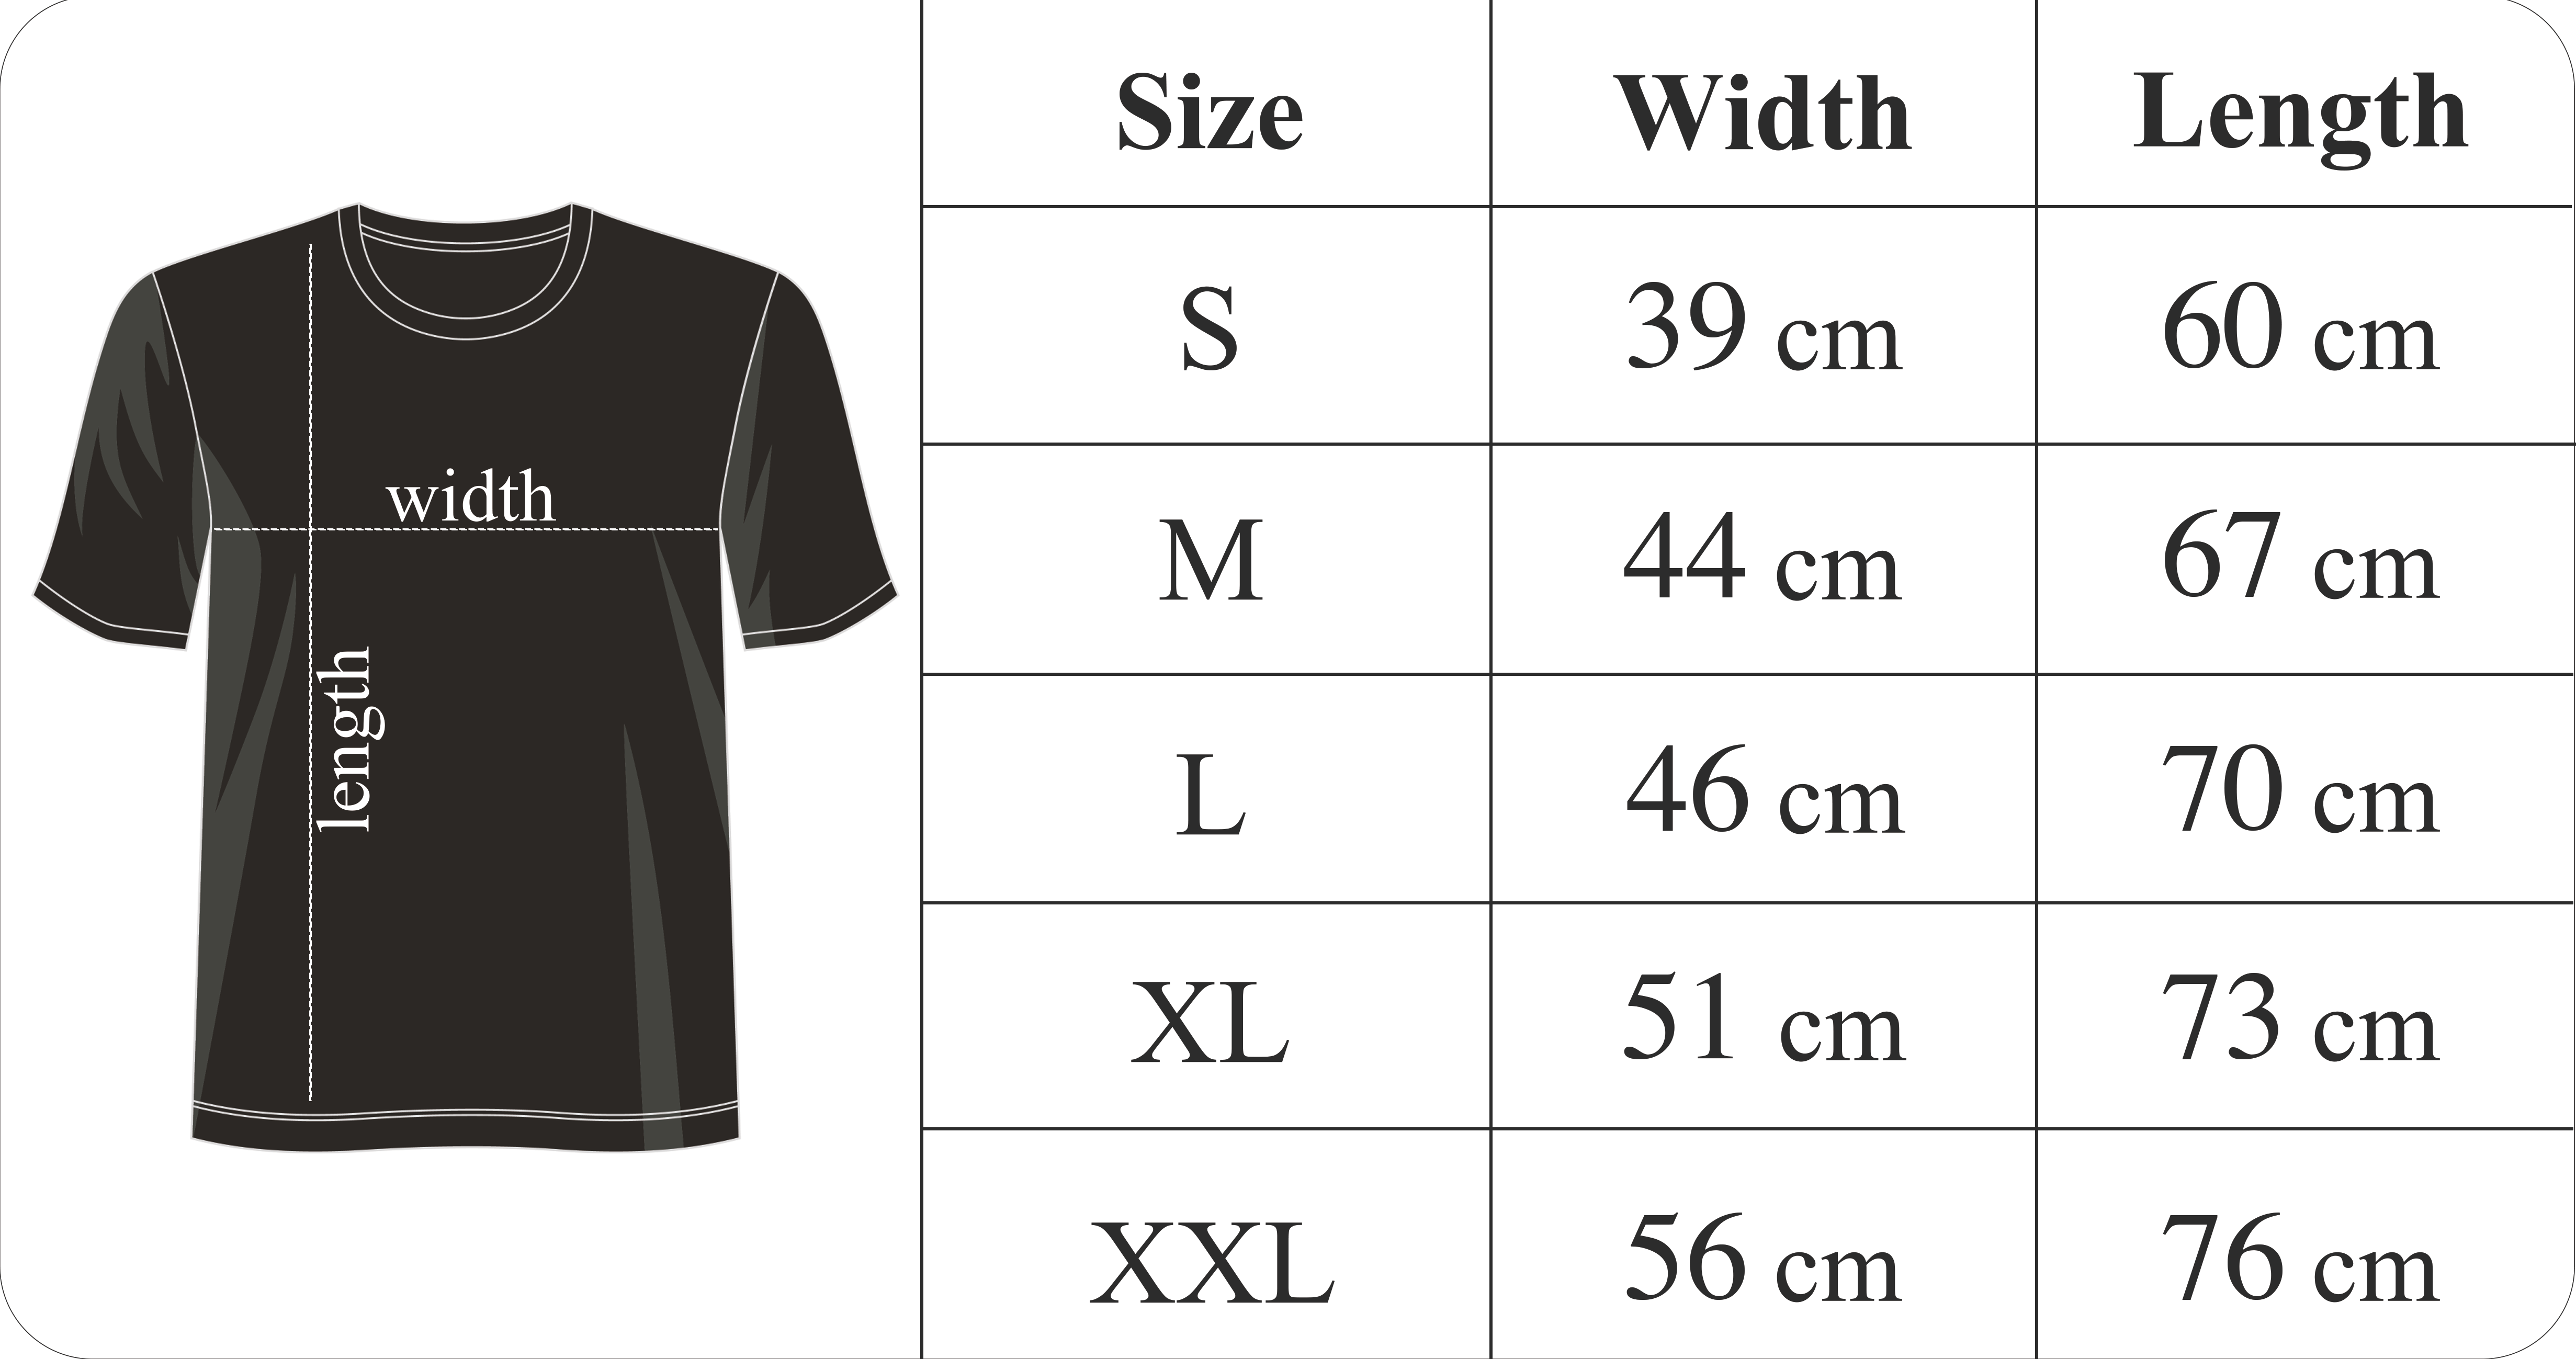 width
length
Size Width Length
S 39 cm 60 cm
M 44 cm 67 cm
L 46 cm 70 cm
XL 51 cm 73 cm
XXL 56 cm 76 cm